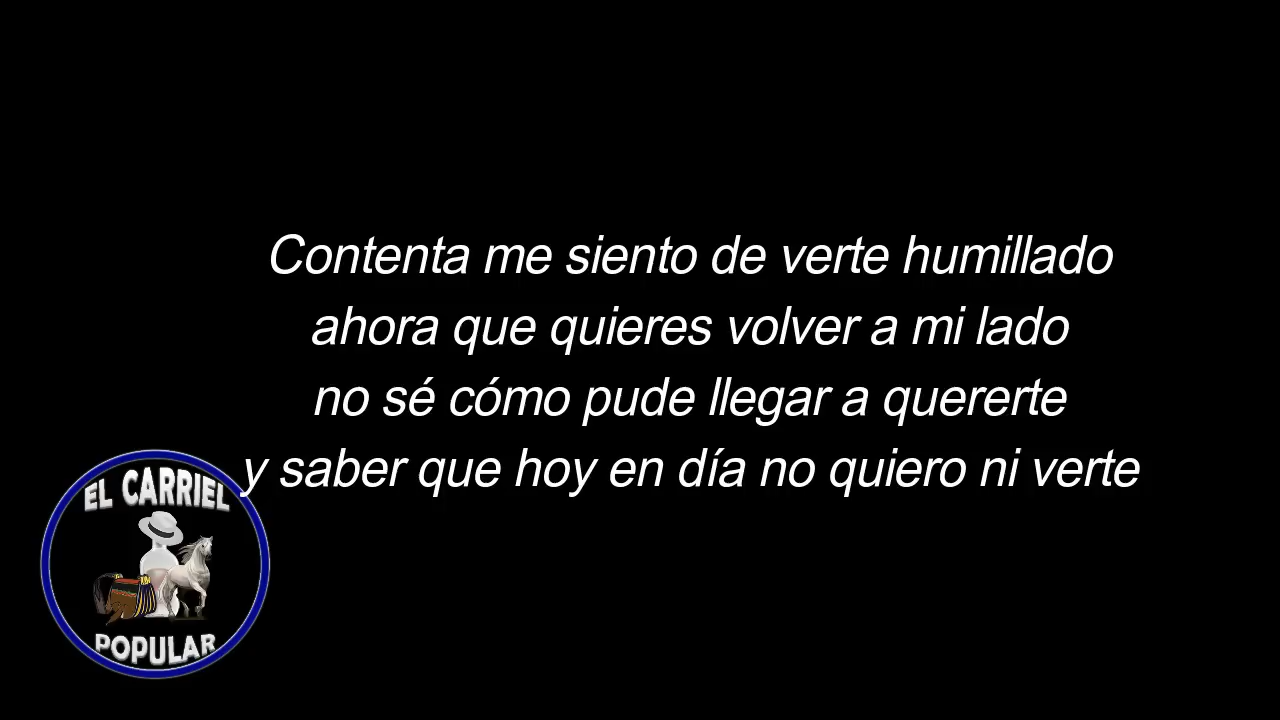 Contenta me siento de verte humillado
ahora que quieres volver a mi lado
no sé cómo pude llegar a quererte
y saber que hoy en día no quiero ni verte
EL CARRIEL
POPULAR